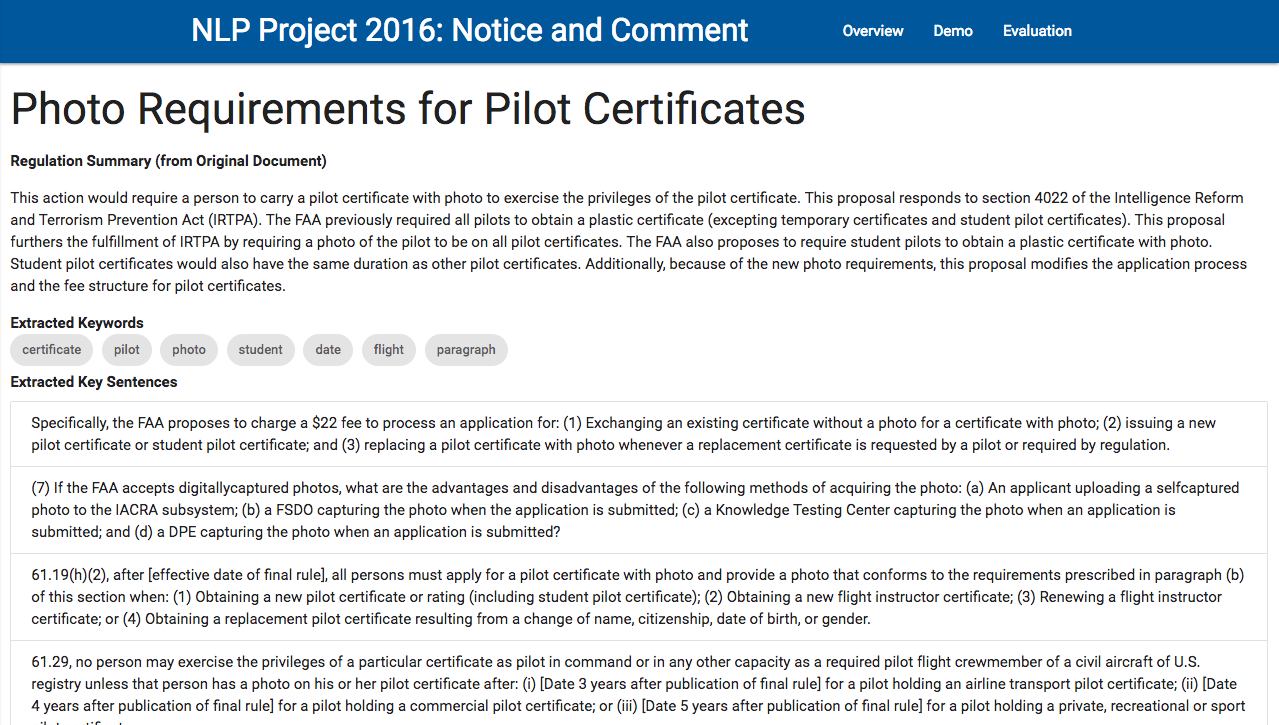 NLP Project 2016: Notice and Comment
Overview Demo Evaluation
Photo Requirements for Pilot Certificates
Regulation Summary (from Original Document)
This action would require a person to carry a pilot certificate with photo to exercise the privileges of the pilot certificate. This proposal responds to section 4022 of the Intelligence Reform
and Terrorism Prevention Act (IRTPA). The FAA previously required all pilots to obtain a plastic certificate (excepting temporary certificates and student pilot certificates). This proposal
furthers the fulfillment of IRTPA by requiring a photo of the pilot to be on all pilot certificates. The FAA also proposes to require student pilots to obtain a plastic certificate with photo.
Student pilot certificates would also have the same duration as other pilot certificates. Additionally, because of the new photo requirements, this proposal modifies the application process
and the fee structure for pilot certificates.
Extracted Keywords
certificate pilot photo student date flight paragraph
Extracted Key Sentences
Specifically, the FAA proposes to charge a $22 fee to process an application for: (1) Exchanging an existing certificate without a photo for a certificate with photo; (2) issuing a new
pilot certificate or student pilot certificate; and (3) replacing a pilot certificate with photo whenever a replacement certificate is requested by a pilot or required by regulation.
(7) If the FAA accepts digitallycaptured photos, what are the advantages and disadvantages of the following methods of acquiring the photo: (a) An applicant uploading a selfcaptured
photo to the IACRA subsystem; (b) a FSDO capturing the photo when the application is submitted; (c) a Knowledge Testing Center capturing the photo when an application is
submitted; and (d) a DPE capturing the photo when an application is submitted?
61.19(h)(2), after [effective date of final rule], all persons must apply for a pilot certificate with photo and provide a photo that conforms to the requirements prescribed in paragraph (b)
of this section when: (1) Obtaining a new pilot certificate or rating (including student pilot certificate); (2) Obtaining a new flight instructor certificate; (3) Renewing a flight instructor
certificate; or (4) Obtaining a replacement pilot certificate resulting from a change of name, citizenship, date of birth, or gender.
61.29, no person may exercise the privileges of a particular certificate as pilot in command or in any other capacity as a required pilot flight crewmember of a civil aircraft of U.S.
registry unless that person has a photo on his or her pilot certificate after: (i) [Date 3 years after publication of final rule] for a pilot holding an airline transport pilot certificate; (ii) [Date
4 years after publication of final rule] for a pilot holding a commercial pilot certificate; or (iii) [Date 5 years after publication of final rule] for a pilot holding a private, recreational or sport